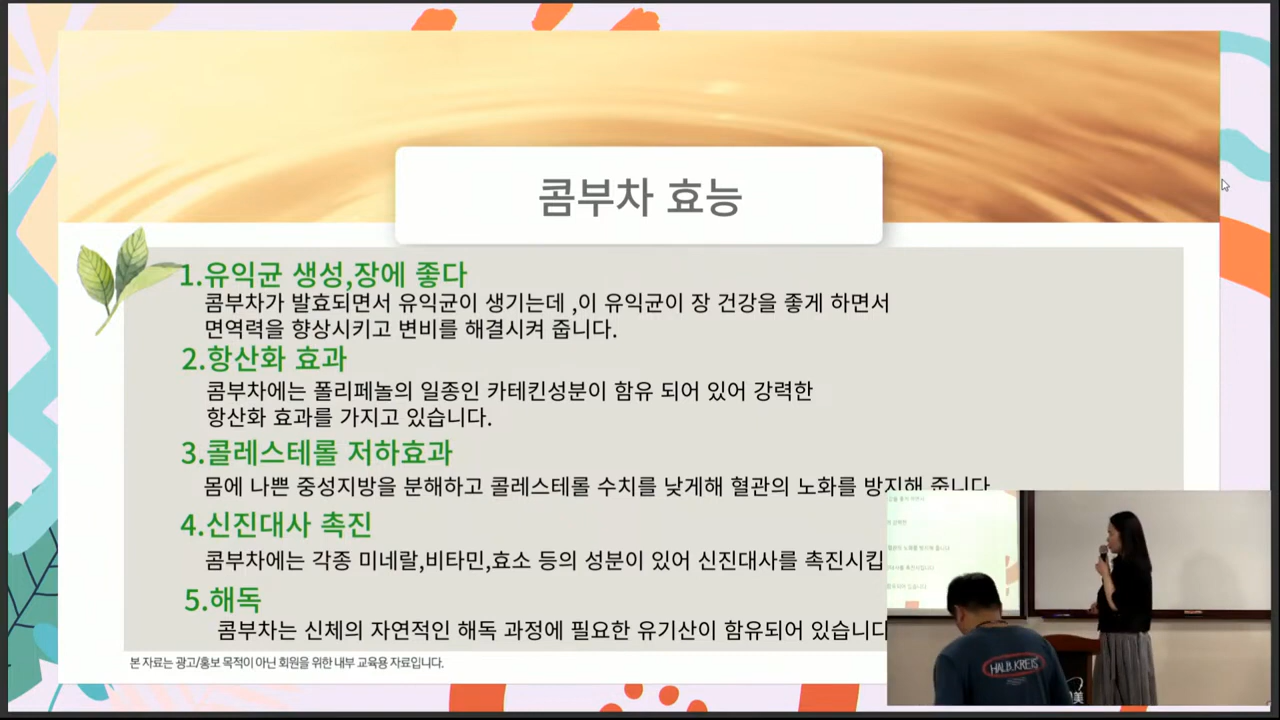 콤부차 효능
1.유익균 생성,장에 좋다
콤부차가 발효되면서 유익균이 생기는데 ,이 유익균이 장 건강을 좋게 하면서
면역력을 향상시키고 변비를 해결시켜 줍니다.
2.항산화 효과
콤부차에는 폴리페놀의 일종인 카테킨성분이 함유 되어 있어 강력한
항산화 효과를 가지고 있습니다.
3.콜레스테롤 저하효과
몸에 나쁜 중성지방을 분해하고 콜레스테롤 수치를 낮게해 혈관의 노화를 방지해 줍니다
4.신진대사 촉진
콤부차에는 각종 미네랄,비타민,효소 등의 성분이 있어 신진대사를 촉진시킵
5.해독
콤부차는 신체의 자연적인 해독 과정에 필요한 유기산이 함유되어 있습니다
본 자료는 광고/홍보 목적이 아닌 회원을 위한 내부 교육용 자료입니다.
HALB.KREIS
美